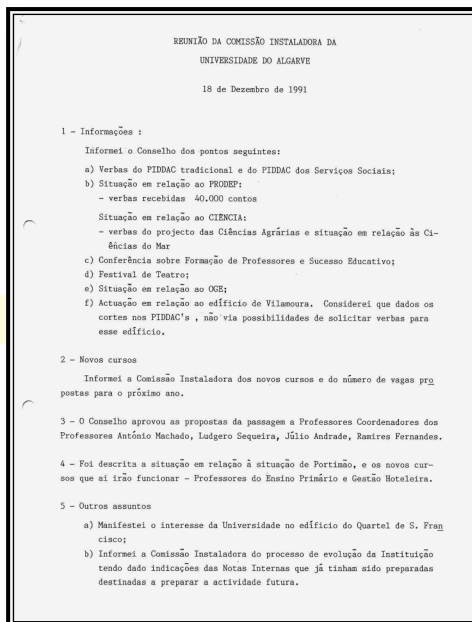 REUNIÃO DA COMISSÃO INSTALADORA DA
UNIVERSIDADE DO ALGARVE
18 de Dezembro de 1991
1 - Informações :
Informei o Conselho dos pontos seguintes:
a) Verbas do PIDDAC tradicional e do PIDDAC dos Serviços Sociais;
b) Situação em relação ao PRODEP:
- verbas recebidas 40.000 contos
Situação em relação ao CIÊNCIA:
- verbas do projecto das Ciências Agrárias e situação em relação às Ci-
ências do Mar
c) Conferência sobre Formação de Professores e Sucesso Educativo;
d) Festival de Teatro;
e) Situação em relação ao OGE;
f) Actuação em relação ao edifício de Vilamoura. Considerei que dados os
cortes nos PIDDAC's , não via possibilidades de solicitar verbas para
esse edifício.
2 - Novos cursos
Informei a Comissão Instaladora dos novos cursos e do número de vagas pro
postas para o próximo ano.
3 - O Conselho aprovou as propostas da passagem a Professores Coordenadores dos
Professores António Machado, Ludgero Sequeira, Júlio Andrade, Ramires Fernandes.
4 - Foi descrita a situação em relação à situação de Portimão, e os novos cur-
sos que aí irão funcionar - Professores do Ensino Primário e Gestão Hoteleira.
5 - Outros assuntos
a) Manifestei o interesse da Universidade no edifício do Quartel de S. Fran
cisco;
b) Informei a Comissão Instaladora do processo de evolução da Instituição
tendo dado indicações das Notas Internas que já tinham sido preparadas
destinadas a preparar a actividade futura.